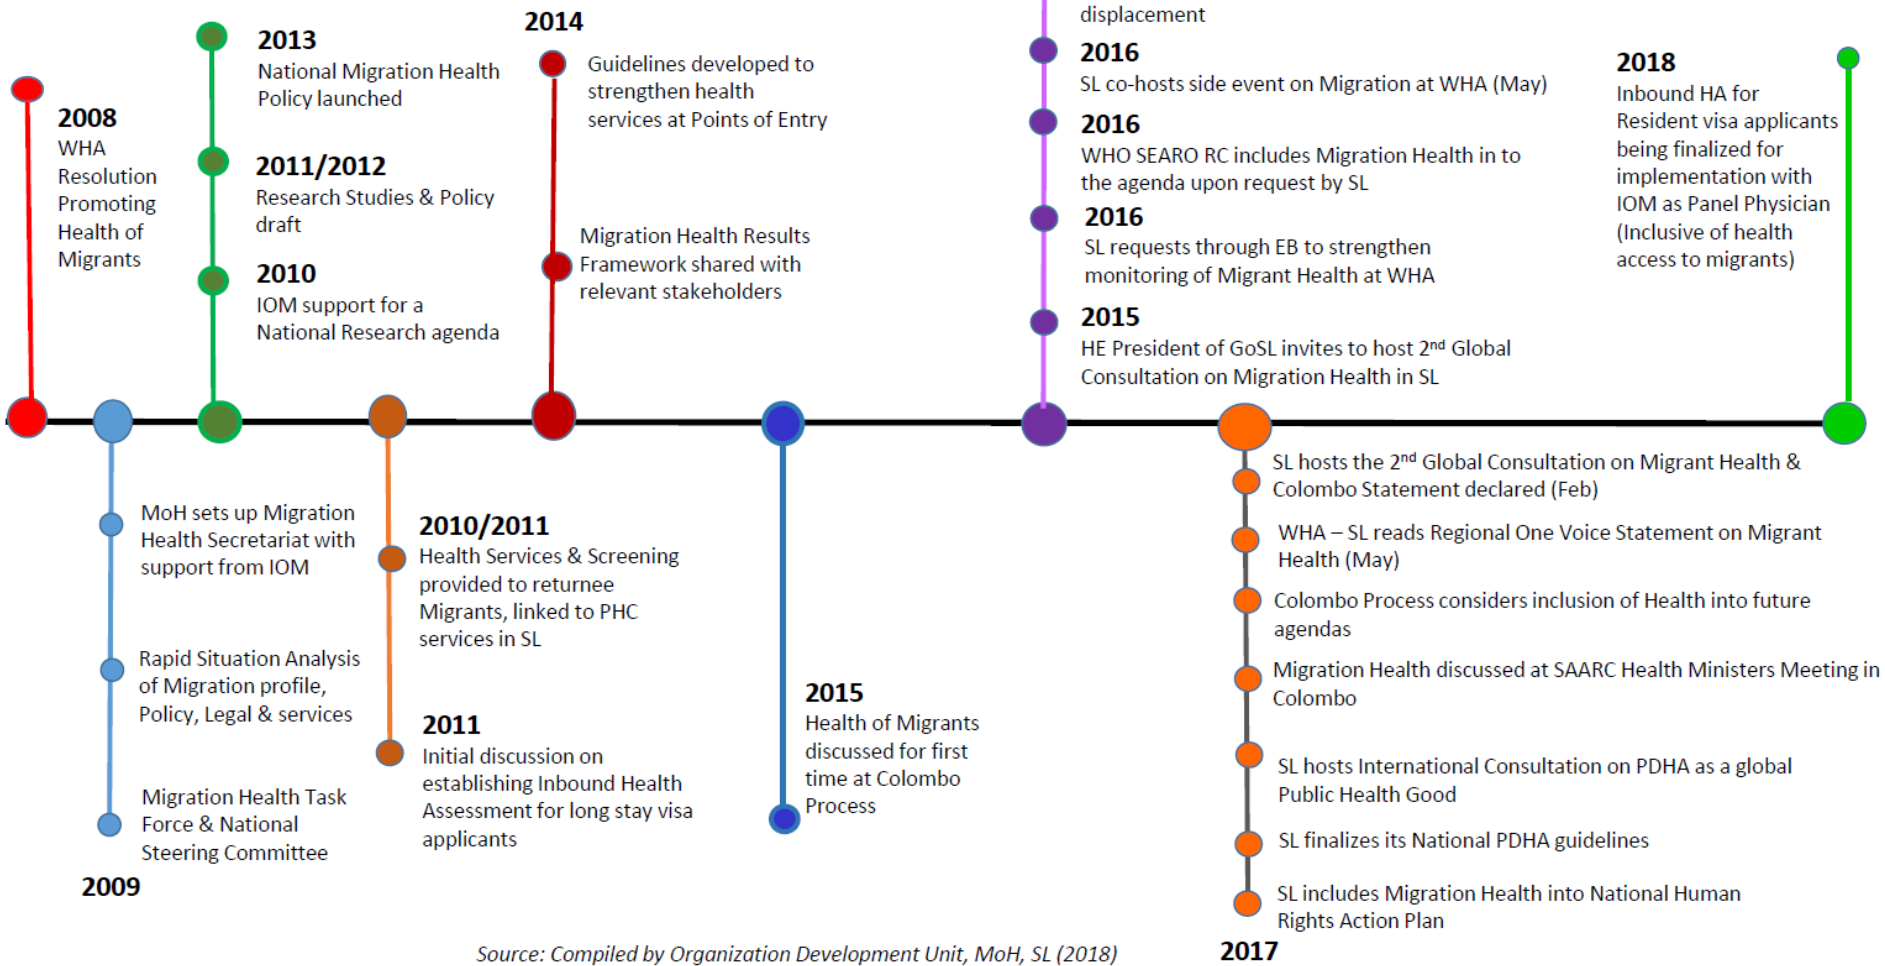 2008
WHA
Resolution
Promoting
Health of
Migrants
2013
National Migration Health
Policy launched
2011/2012
Research Studies & Policy
draft
2010
IOM support for a
National Research agenda
2014
Guidelines developed to
strengthen health
services at Points of Entry
Migration Health Results
Framework shared with
relevant stakeholders
displacement
2016
SL co-hosts side event on Migration at WHA (May)
2016
WHO SEARO RC includes Migration Health in to
the agenda upon request by SL
2016
SL requests through EB to strengthen
monitoring of Migrant Health at WHA
2015
HE President of GoSL invites to host 2nd Global
Consultation on Migration Health in SL
2018
Inbound HA for
Resident visa applicants
being finalized for
implementation with
IOM as Panel Physician
(Inclusive of health
access to migrants)
MoH sets up Migration
Health Secretariat with
support from IOM
Rapid Situation Analysis
of Migration profile,
Policy, Legal & services
Migration Health Task
Force & National
Steering Committee
2009
2010/2011
Health Services & Screening
provided to returnee
Migrants, linked to PHC
services in SL
2011
Initial discussion on
establishing Inbound Health
Assessment for long stay visa
applicants
2015
Health of Migrants
discussed for first
time at Colombo
Process
SL hosts the 2nd Global Consultation on Migrant Health &
Colombo Statement declared (Feb)
WHA – SL reads Regional One Voice Statement on Migrant
Health (May)
Colombo Process considers inclusion of Health into future
agendas
Migration Health discussed at SAARC Health Ministers Meeting in
Colombo
SL hosts International Consultation on PDHA as a global
Public Health Good
SL finalizes its National PDHA guidelines
SL includes Migration Health into National Human
Rights Action Plan
2017
Source: Compiled by Organization Development Unit, MoH, SL (2018)